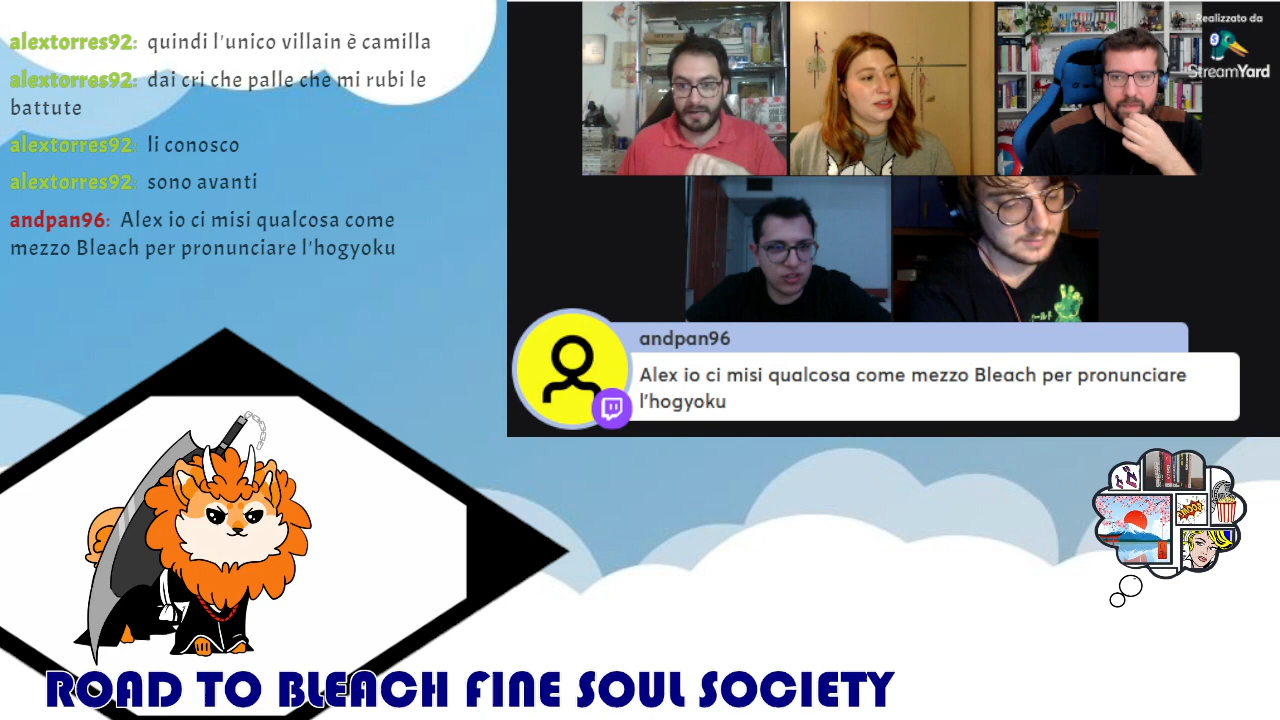 alextorres92: quindi l'unico villain è camilla
alextorres92: dai cri che palle che mi rubi le
battute
alextorres92: li conosco
alextorres92: sono avanti
andpan96: Alex io ci misi qualcosa come
mezzo Bleach per pronunciare l'hogyoku
Realizzato da
StreamYard
andpan96
Alex io ci misi qualcosa come mezzo Bleach per pronunciare
l'hogyoku
ROAD TO BLEACH FINE SOUL SOCIETY